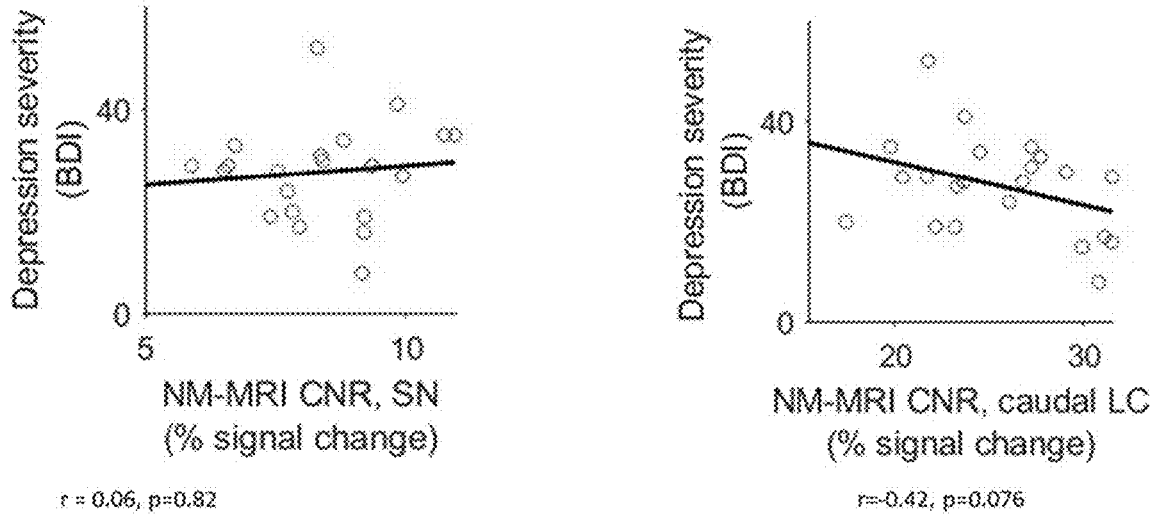 Depression severity
(BDI)
40
0
5
10
NM-MRI CNR, SN
(% signal change)
r = 0.06, p=0.82
Depression severity
(BDI)
40
0
20
30
NM-MRI CNR, caudal LC
(% signal change)
r=-0.42, p=0.076